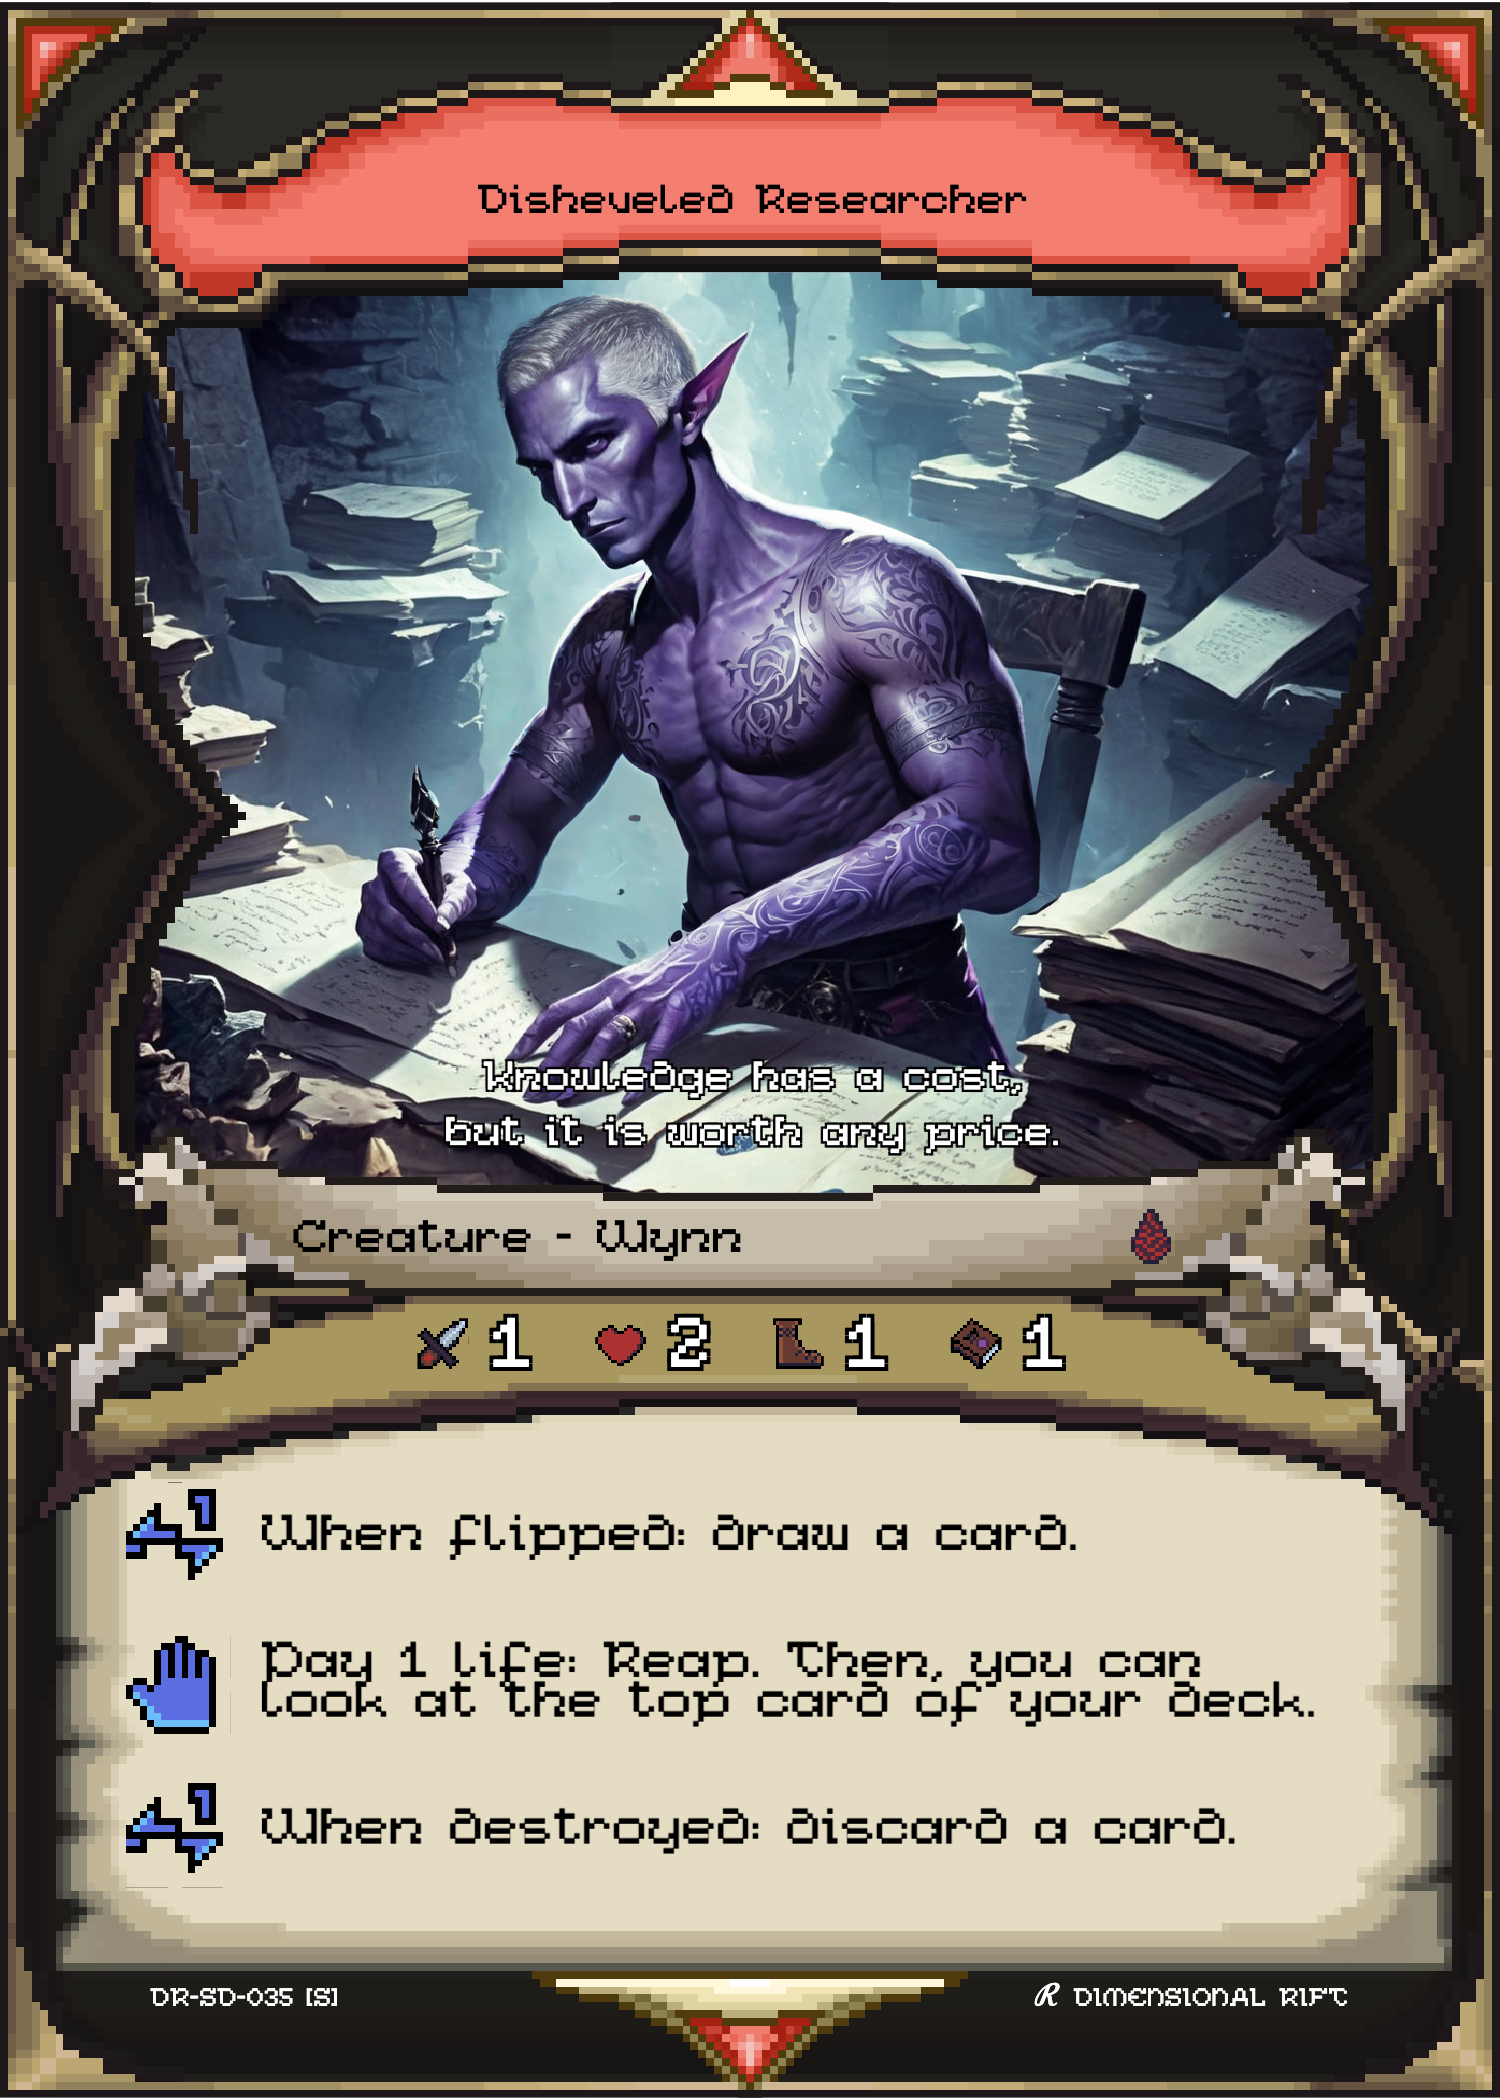 Disheveled Researcher
Knowledge has a cost,
but it is worth any price.
Creature - Wynn
1 2 1 1
1 When flipped: draw a card.
Pay 1 life: Reap. Then, you can
look at the top card of your deck.
1 When destroyed: discard a card.
DR-SD-035 [S]
R DIMENSIONAL RIFT